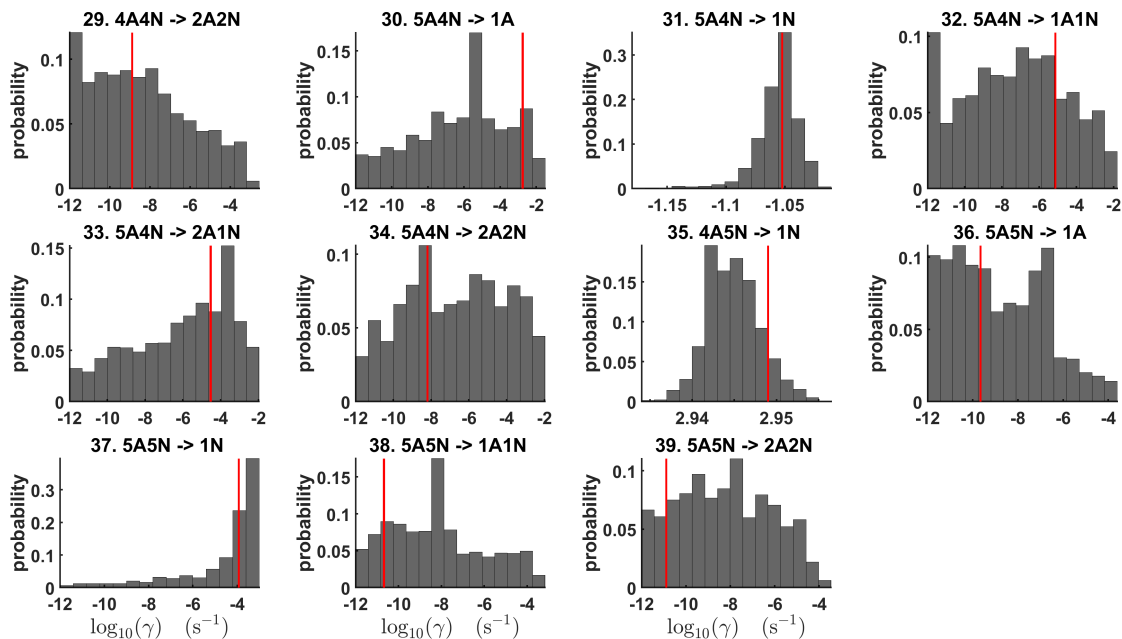 29. 4A4N -> 2A2N
probability
0.1
0.05
0
-12 -10 -8 -6 -4
30. 5A4N -> 1A
probability
0.15
0.1
0.05
0
-12 -10 -8 -6 -4 -2
31. 5A4N -> 1N
probability
0.3
0.2
0.1
0
-1.15 -1.1 -1.05
32. 5A4N -> 1A1N
probability
0.1
0.05
0
-12 -10 -8 -6 -4 -2
33. 5A4N -> 2A1N
probability
0.15
0.1
0.05
0
-12 -10 -8 -6 -4 -2
34. 5A4N -> 2A2N
probability
0.1
0.05
0
-12 -10 -8 -6 -4 -2
35. 4A5N -> 1N
probability
0.15
0.1
0.05
0
2.94 2.95
36. 5A5N -> 1A
probability
0.1
0.05
0
-12 -10 -8 -6 -4
37. 5A5N -> 1N
probability
0.3
0.2
0.1
0
-12 -10 -8 -6 -4
log₁₀(γ) (s⁻¹)
38. 5A5N -> 1A1N
probability
0.15
0.1
0.05
0
-12 -10 -8 -6 -4
log₁₀(γ) (s⁻¹)
39. 5A5N -> 2A2N
probability
0.1
0.05
0
-12 -10 -8 -6 -4
log₁₀(γ) (s⁻¹)